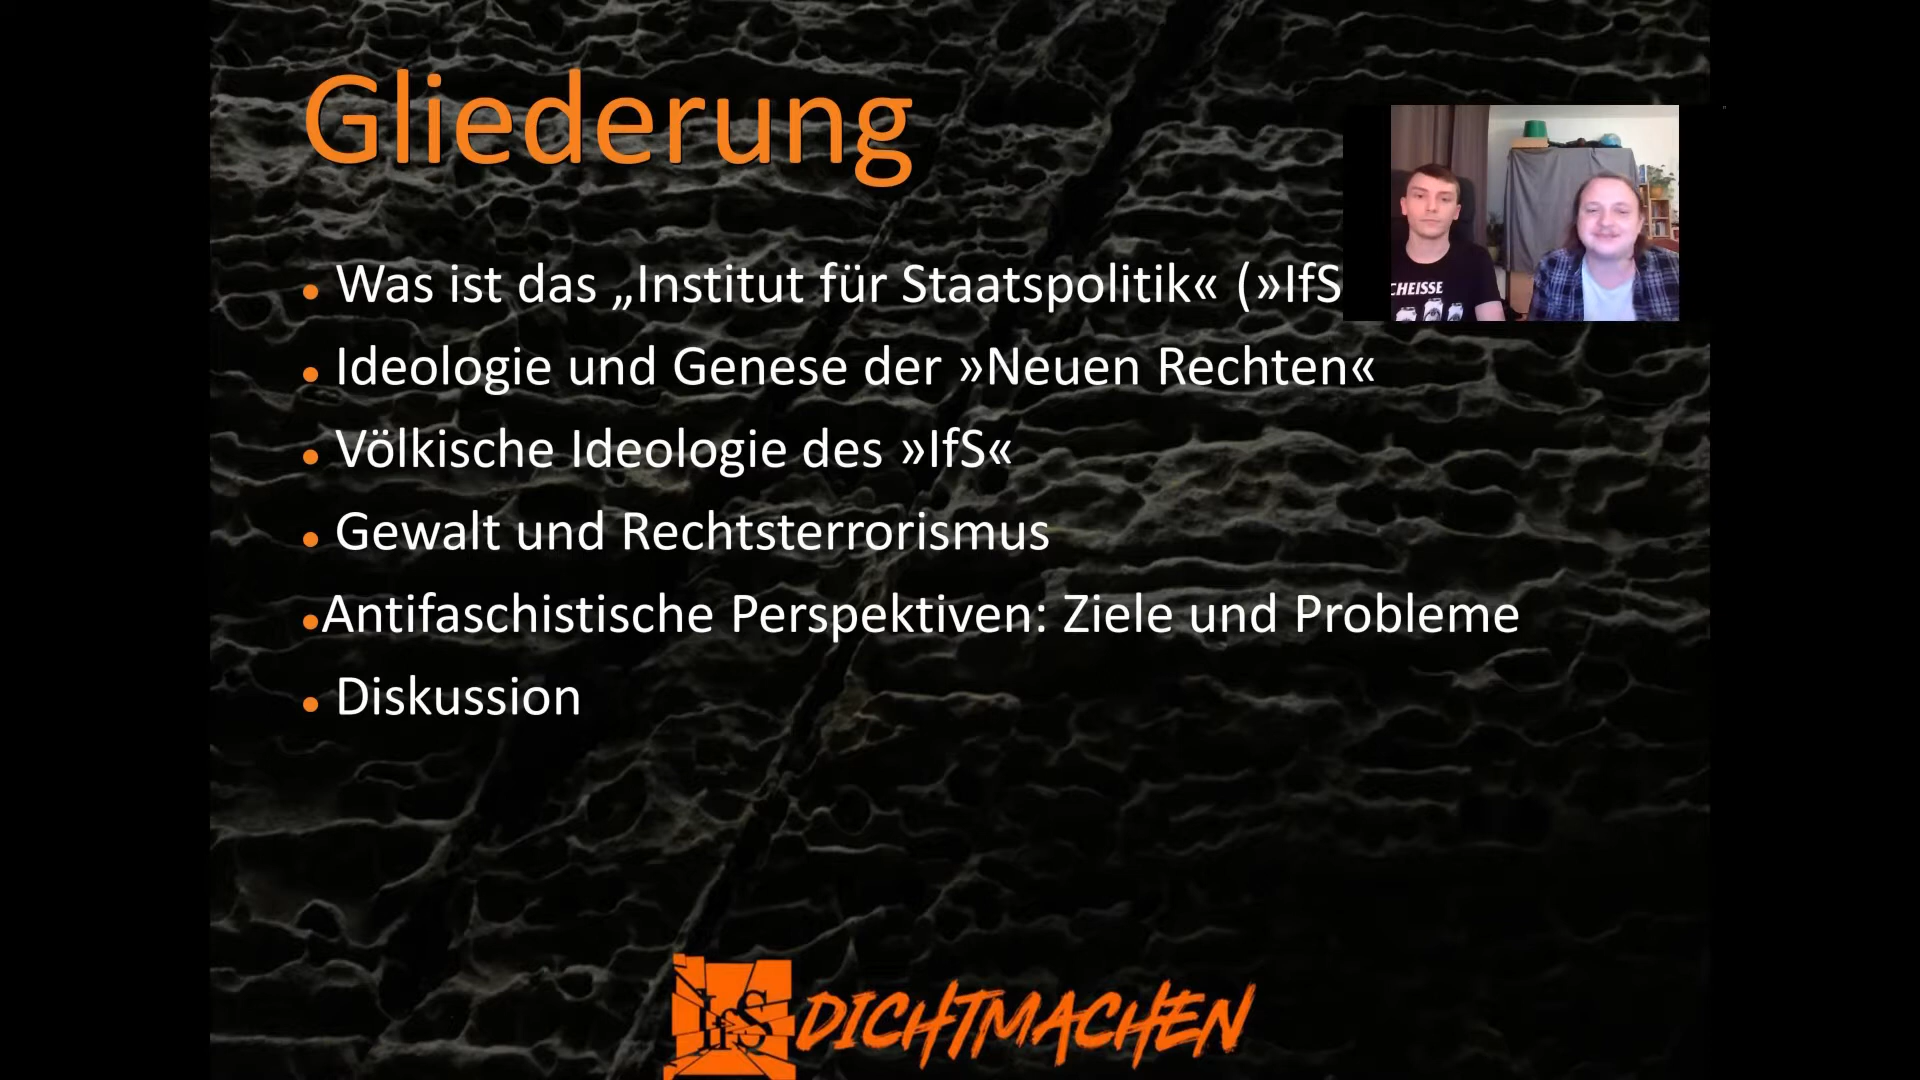 Gliederung
• Was ist das „Institut für Staatspolitik« (»IfS
CHEISSE
• Ideologie und Genese der »Neuen Rechten«
• Völkische Ideologie des »IfS«
• Gewalt und Rechtsterrorismus
•Antifaschistische Perspektiven: Ziele und Probleme
• Diskussion
IfS DICHTMACHEN